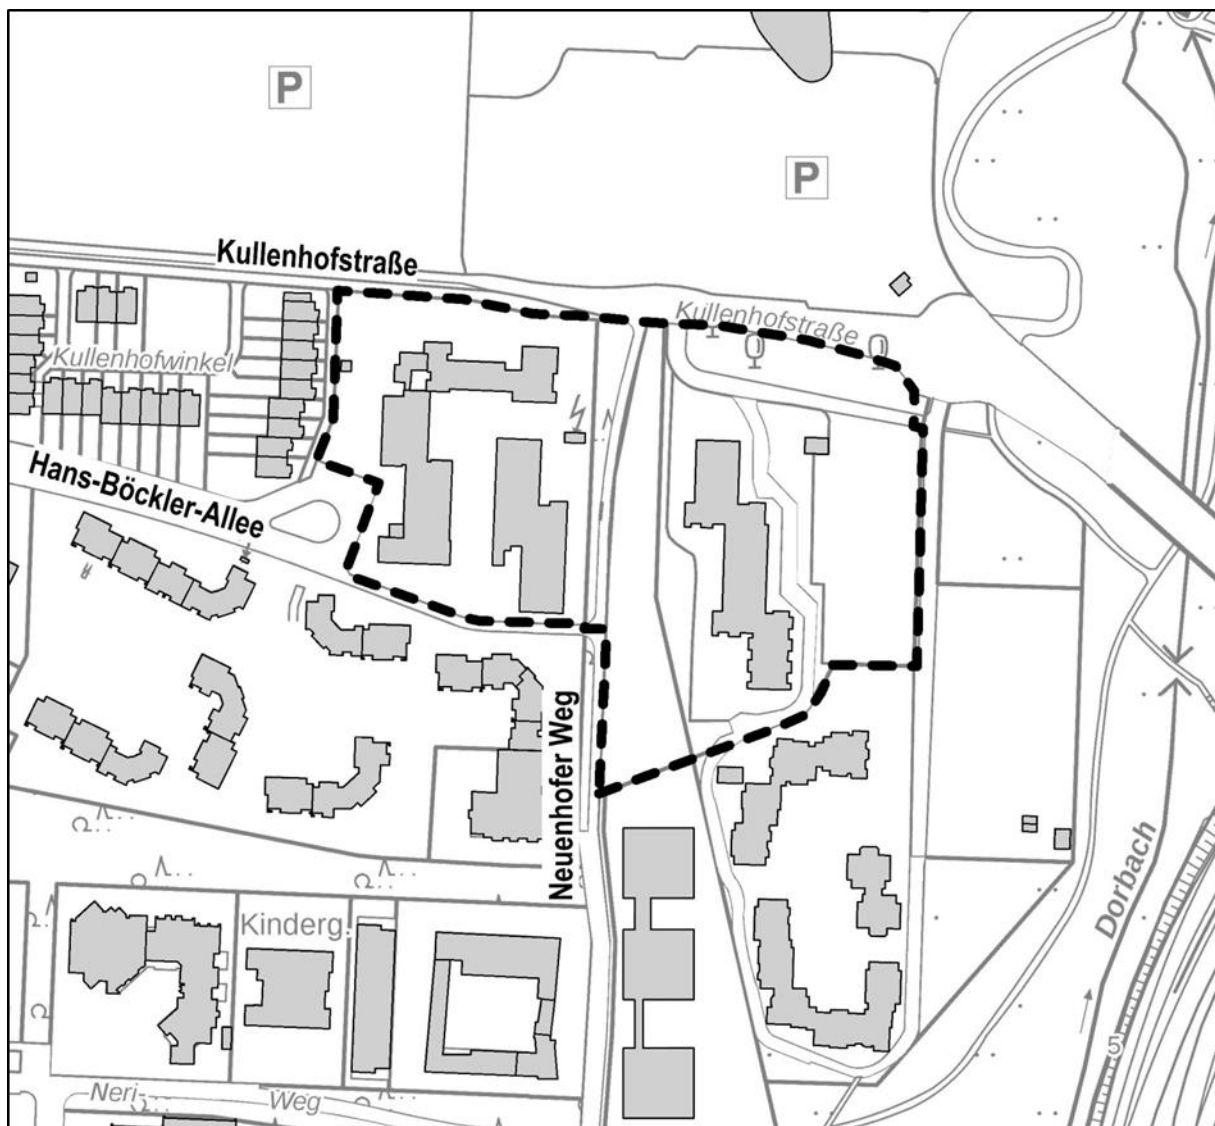 P
P
Kullenhofstraße
Kullenhofstraße
Kullenhofwinkel
Hans-Böckler-Allee
Neuenhofer Weg
Kinderg.
Dorbach
5
Neri-
Weg